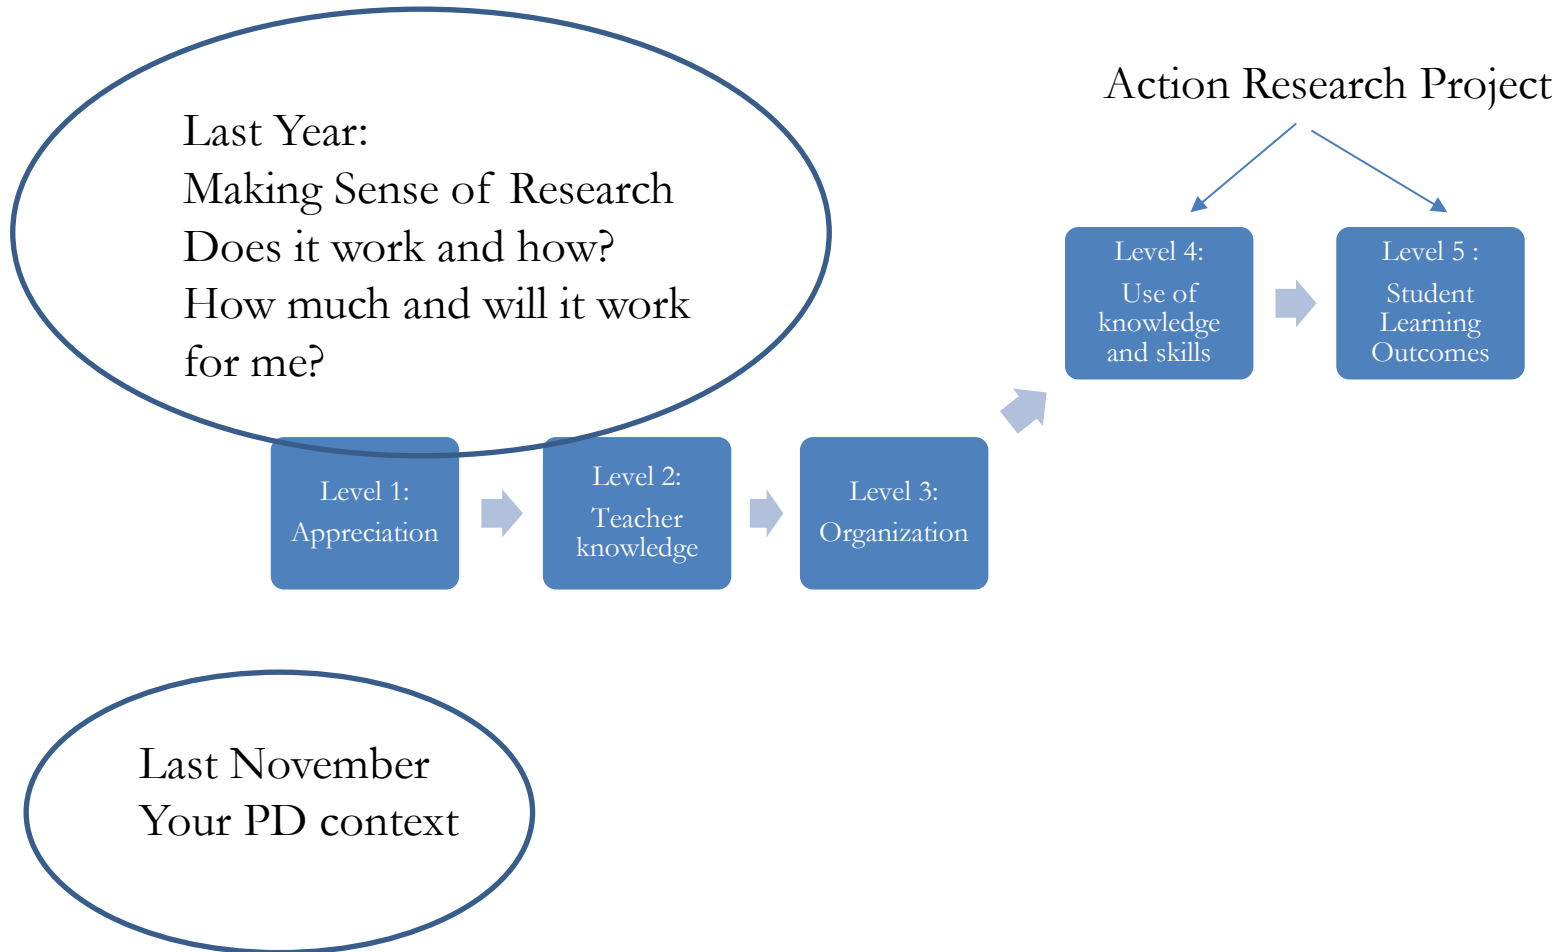 Last Year:
Making Sense of Research
Does it work and how?
How much and will it work
for me?
Action Research Project
Level 4:
Use of
knowledge
and skills
Level 5 :
Student
Learning
Outcomes
Level 1:
Appreciation
Level 2:
Teacher
knowledge
Level 3:
Organization
Last November
Your PD context